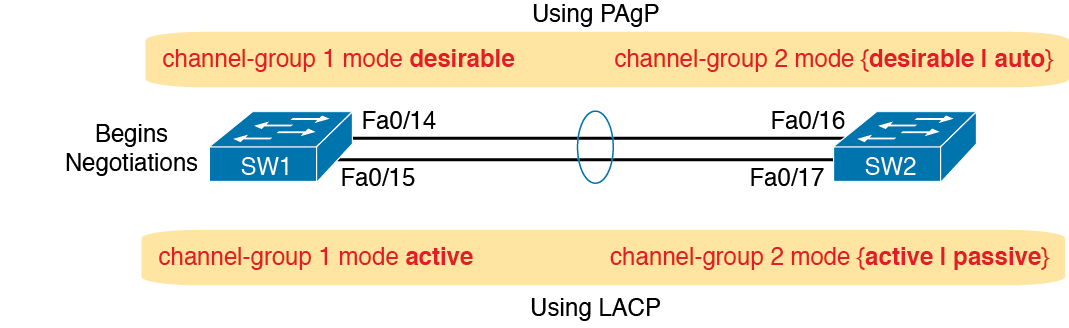 Using PAgP
channel-group 1 mode desirable
channel-group 2 mode {desirable | auto}
Begins
Negotiations
Fa0/14
Fa0/16
SW1
SW2
Fa0/15
Fa0/17
channel-group 1 mode active
channel-group 2 mode {active | passive}
Using LACP